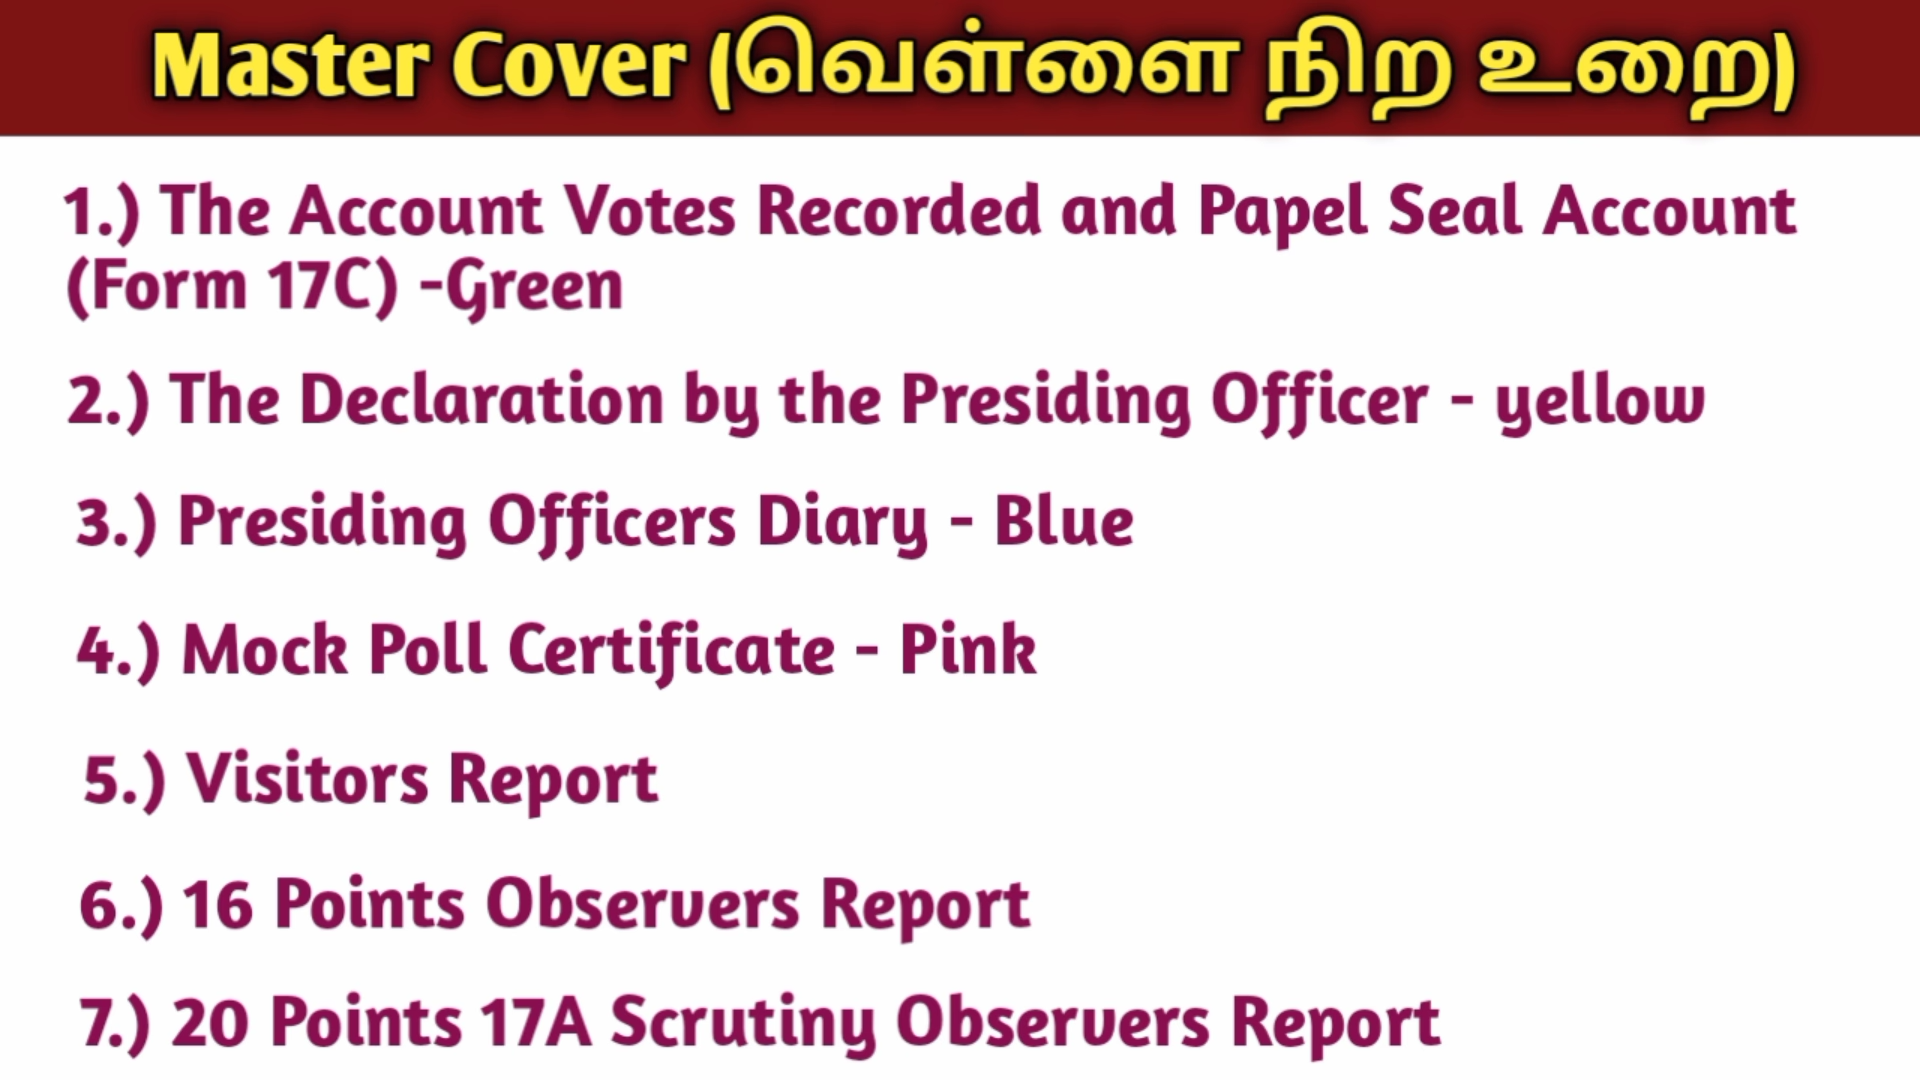 Master Cover (வெள்ளை நிற உறை)
1.) The Account Votes Recorded and Papel Seal Account
(Form 17C) -Green
2.) The Declaration by the Presiding Officer - yellow
3.) Presiding Officers Diary - Blue
4.) Mock Poll Certificate - Pink
5.) Visitors Report
6.) 16 Points Observers Report
7.) 20 Points 17A Scrutiny Observers Report